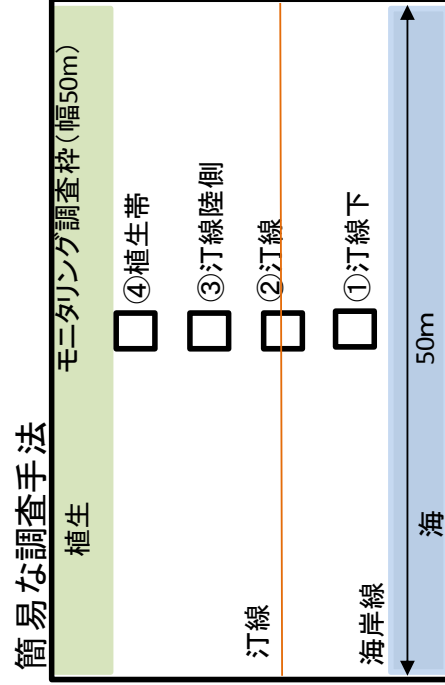 簡易な調査手法
植生
モニタリング調査枠（幅50m）
④植生帯
③汀線陸側
汀線
②汀線
①汀線下
海岸線
50m
海